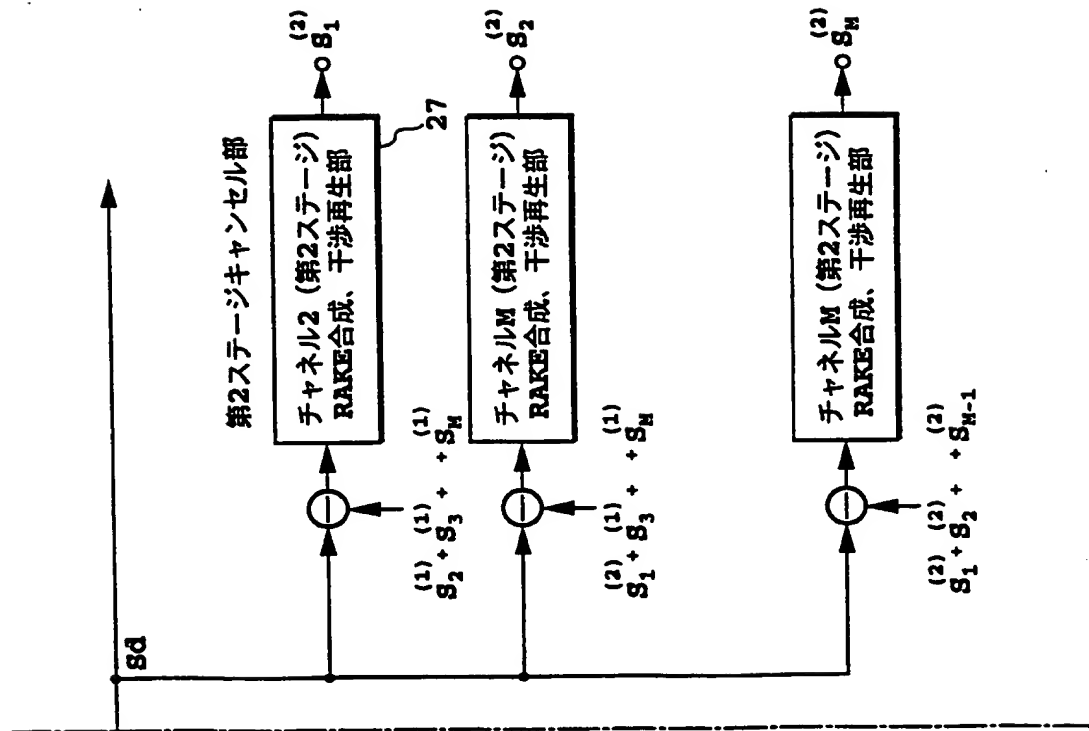 Sd
第2ステージキャンセル部
S2(1)+S3(1)+ +SM(1)
チャネル2 (第2ステージ)
RAKE合成、干渉再生部
27
S1(2)
S1(2)+S3(1)+ +SM(1)
チャネルM (第2ステージ)
RAKE合成、干渉再生部
S2(2)
S1(2)+S2(2)+ +SM-1(2)
チャネルM (第2ステージ)
RAKE合成、干渉再生部
SM(2)